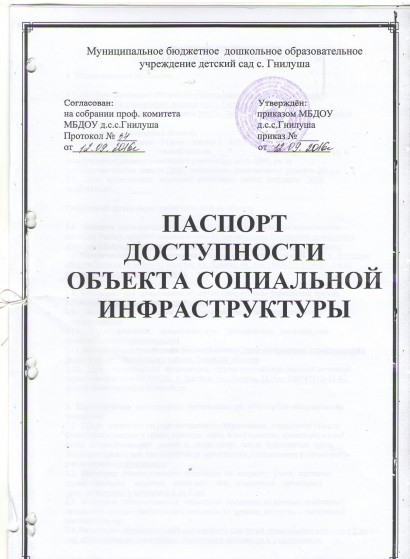 Муниципальное бюджетное дошкольное образовательное
учреждение детский сад с. Гнилуша
Согласован:
на собрании проф. комитета
МБДОУ д.с.с.Гнилуша
Протокол №
от 12.09.2016г
Утверждён:
приказом МБДОУ
д.с.с.Гнилуша
приказ №
от 12.09.2016г
ПАСПОРТ
ДОСТУПНОСТИ
ОБЪЕКТА СОЦИАЛЬНОЙ
ИНФРАСТРУКТУРЫ